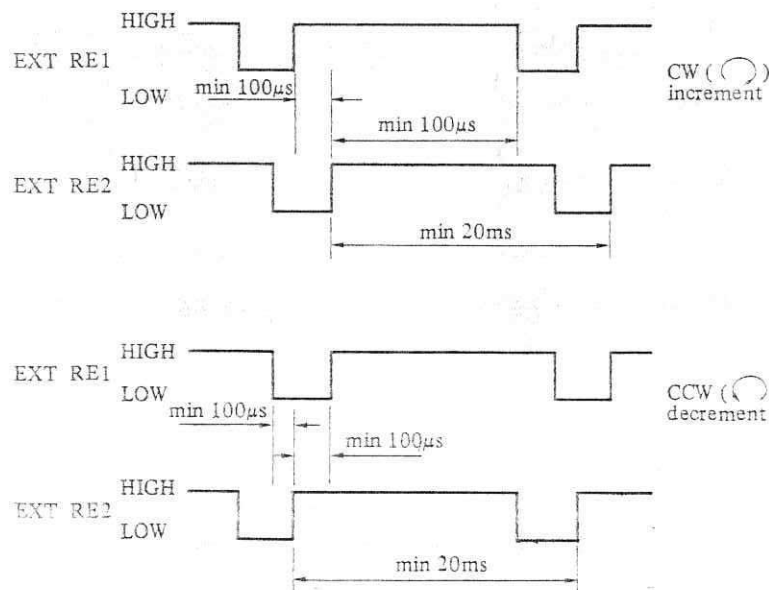 HIGH
EXT RE1
LOW
min 100μs
min 100μs
CW ( )
increment
HIGH
EXT RE2
LOW
min 20ms
HIGH
EXT RE1
LOW
min 100μs
min 100μs
CCW (
decrement
HIGH
EXT RE2
LOW
min 20ms